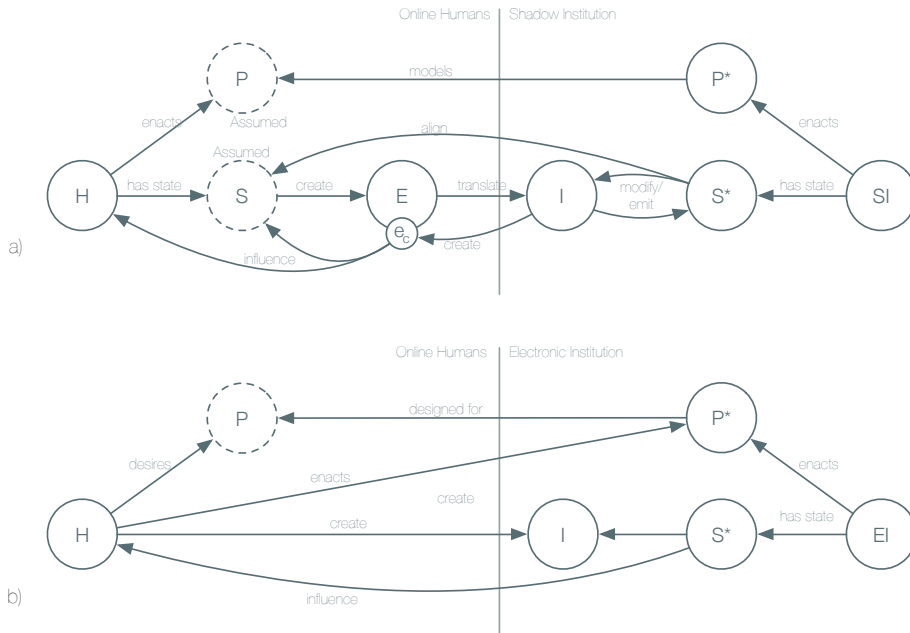 Online Humans
Shadow Institution
P
models
P*
enacts
Assumed
align
enacts
Assumed
H
has state
S
create
E
translate
I
modify/
emit
S*
has state
SI
e_c
create
influence
a)
Online Humans
Electronic Institution
P
designed for
P*
desires
enacts
enacts
create
H
create
I
S*
has state
EI
influence
b)